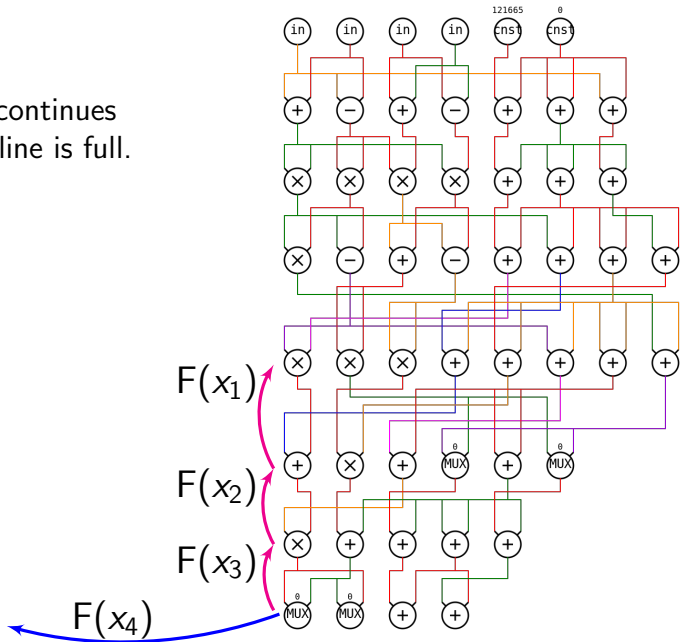 121665 0
in in in in cnst cnst
continues
line is full.
+ − + − + + +
× × × × + + +
× − + − + + + +
× × × + + + + +
F(x₁)
0 0
+ × + MUX + MUX
F(x₂)
× + + + +
F(x₃)
0 0
MUX MUX + +
F(x₄)